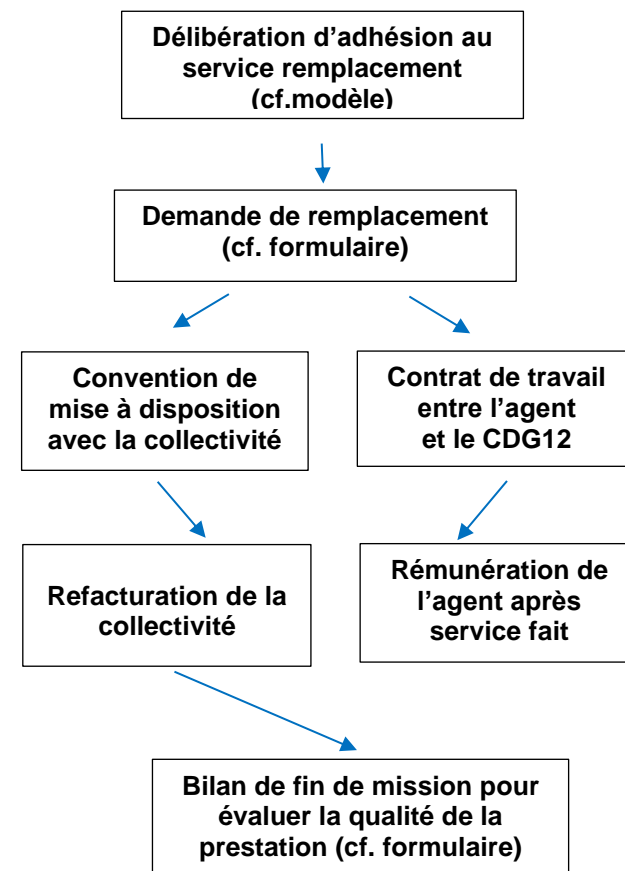 Délibération d’adhésion au
service remplacement
(cf.modèle)
Demande de remplacement
(cf. formulaire)
Convention de
mise à disposition
avec la collectivité
Contrat de travail
entre l’agent
et le CDG12
Refacturation de la
collectivité
Rémunération de
l’agent après
service fait
Bilan de fin de mission pour
évaluer la qualité de la
prestation (cf. formulaire)